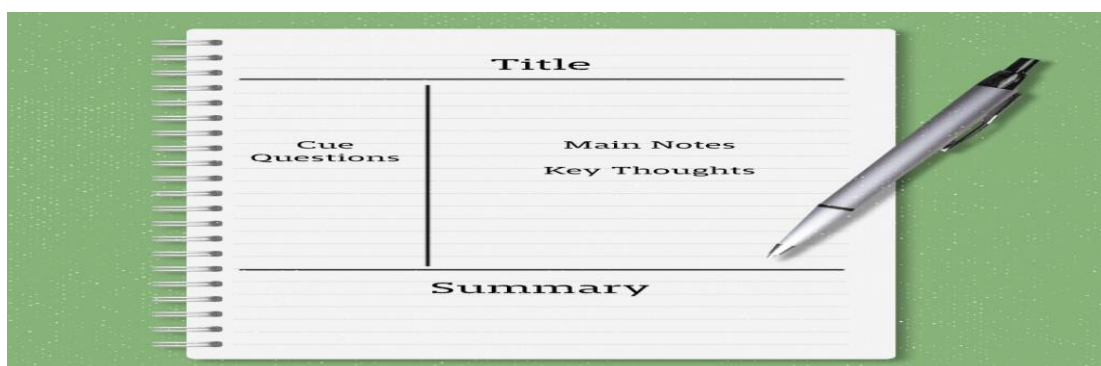 Title
Cue
Questions
Main Notes
Key Thoughts
Summary